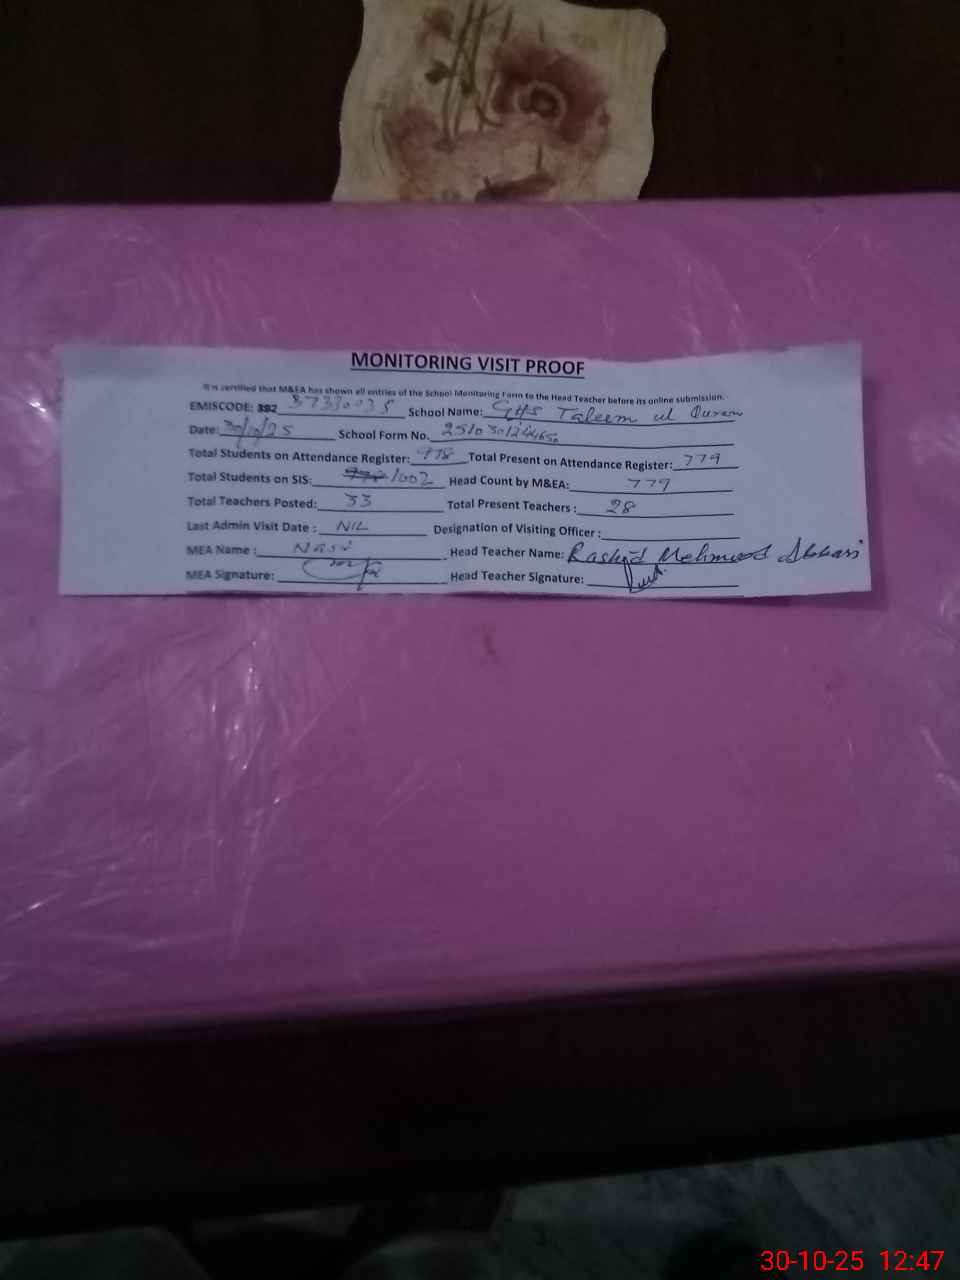 MONITORING VISIT PROOF
It is certified that M&EA has shown all entries of the School Monitoring Form to the Head Teacher before its online submission.
EMISCODE: 392 37330035 School Name: GHS Taleem ul Quran
Date: 30/10/25 School Form No. 251030124465
Total Students on Attendance Register: 978 Total Present on Attendance Register: 779
Total Students on SIS: 978 1002 Head Count by M&EA: 779
Total Teachers Posted: 33 Total Present Teachers : 28
Last Admin Visit Date : NIL Designation of Visiting Officer :
MEA Name : Nasir Head Teacher Name: Rashid Mehmood Abbasi
MEA Signature: Head Teacher Signature:
30-10-25 12:47